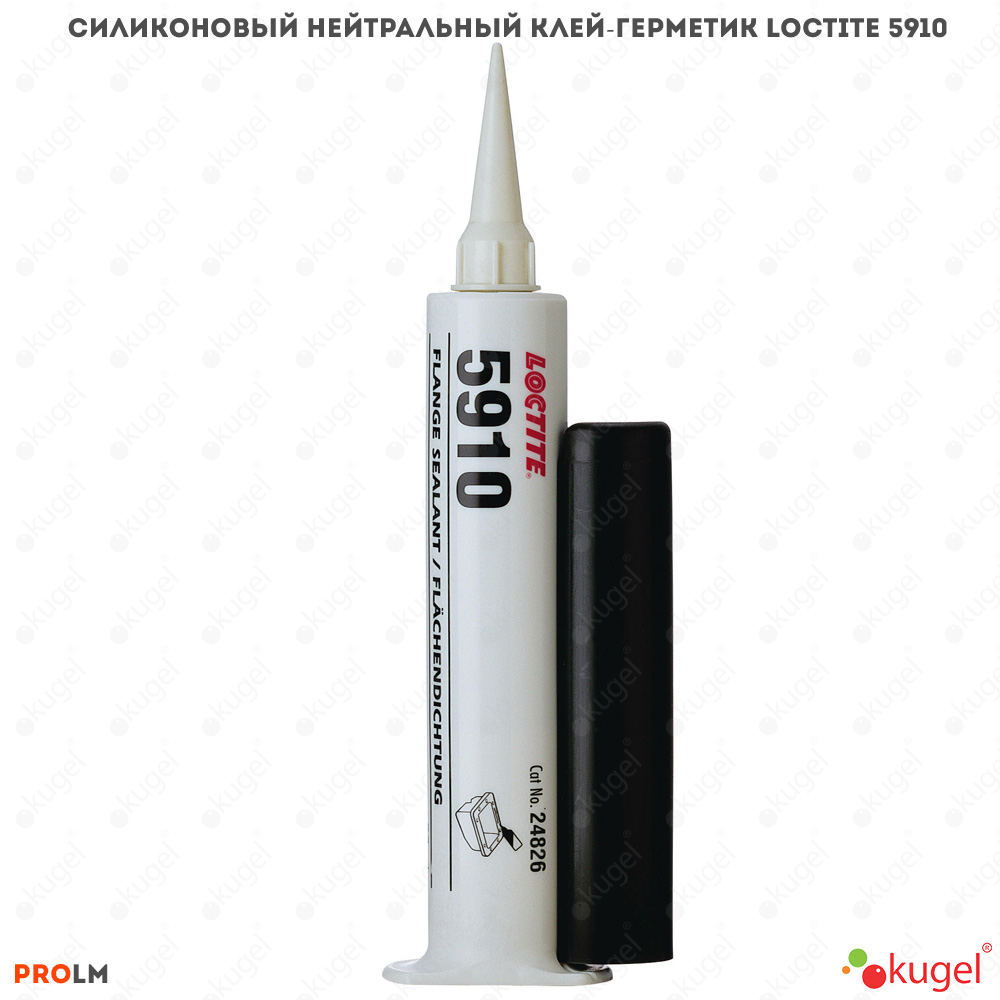 СИЛИКОНОВЫЙ НЕЙТРАЛЬНЫЙ КЛЕЙ-ГЕРМЕТИК LOCTITE 5910
LOCTITE®
5910
FLANGE SEALANT / FLÄCHENDICHTUNG
Cat No. 24826
PROLM
kugel®